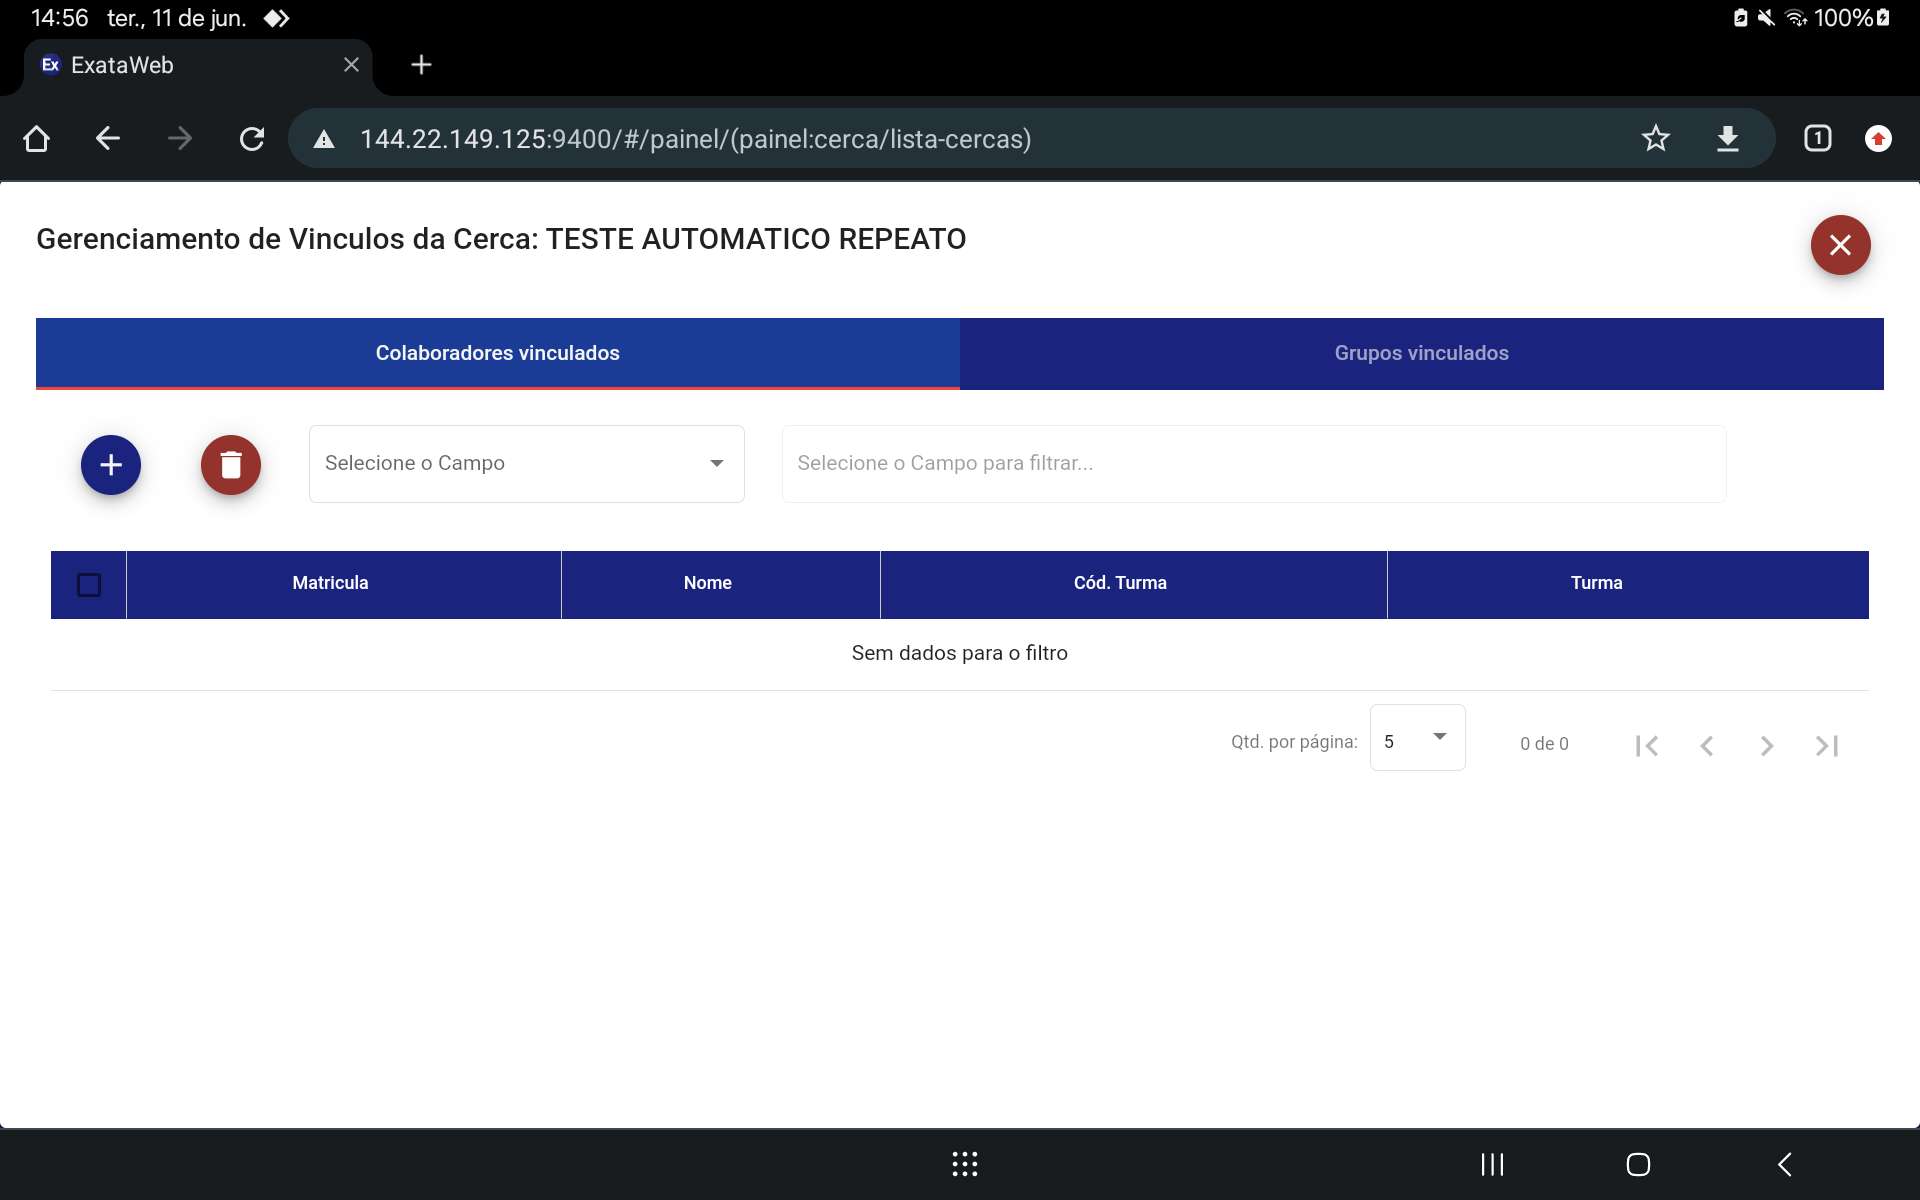 14:56 ter., 11 de jun. 100%
Ex ExataWeb
144.22.149.125:9400/#/painel/(painel:cerca/lista-cercas) 1
Gerenciamento de Vinculos da Cerca: TESTE AUTOMATICO REPEATO
Colaboradores vinculados Grupos vinculados
Selecione o Campo Selecione o Campo para filtrar...
Matricula Nome Cód. Turma Turma
Sem dados para o filtro
Qtd. por página: 5 0 de 0